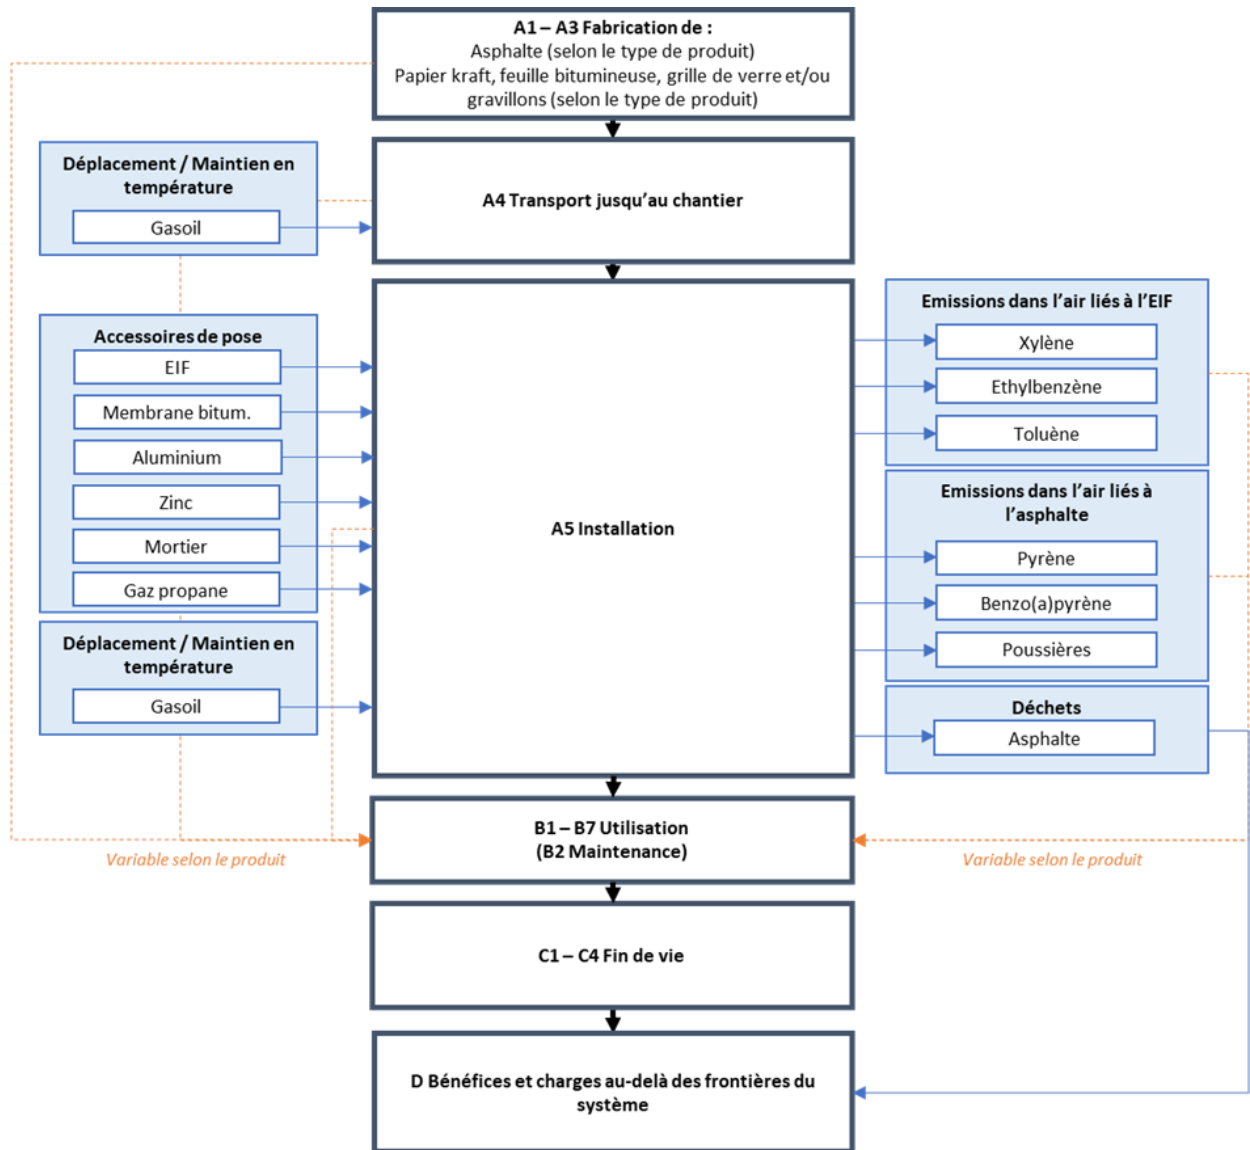 A1 – A3 Fabrication de :
Asphalte (selon le type de produit)
Papier kraft, feuille bitumineuse, grille de verre et/ou
gravillons (selon le type de produit)
Déplacement / Maintien en
température
Gasoil
A4 Transport jusqu’au chantier
Accessoires de pose
EIF
Membrane bitum.
Aluminium
Zinc
Mortier
Gaz propane
Déplacement / Maintien en
température
Gasoil
A5 Installation
Emissions dans l’air liés à l’EIF
Xylène
Ethylbenzène
Toluène
Emissions dans l’air liés à
l’asphalte
Pyrène
Benzo(a)pyrène
Poussières
Déchets
Asphalte
B1 – B7 Utilisation
(B2 Maintenance)
Variable selon le produit
Variable selon le produit
C1 – C4 Fin de vie
D Bénéfices et charges au-delà des frontières du
système